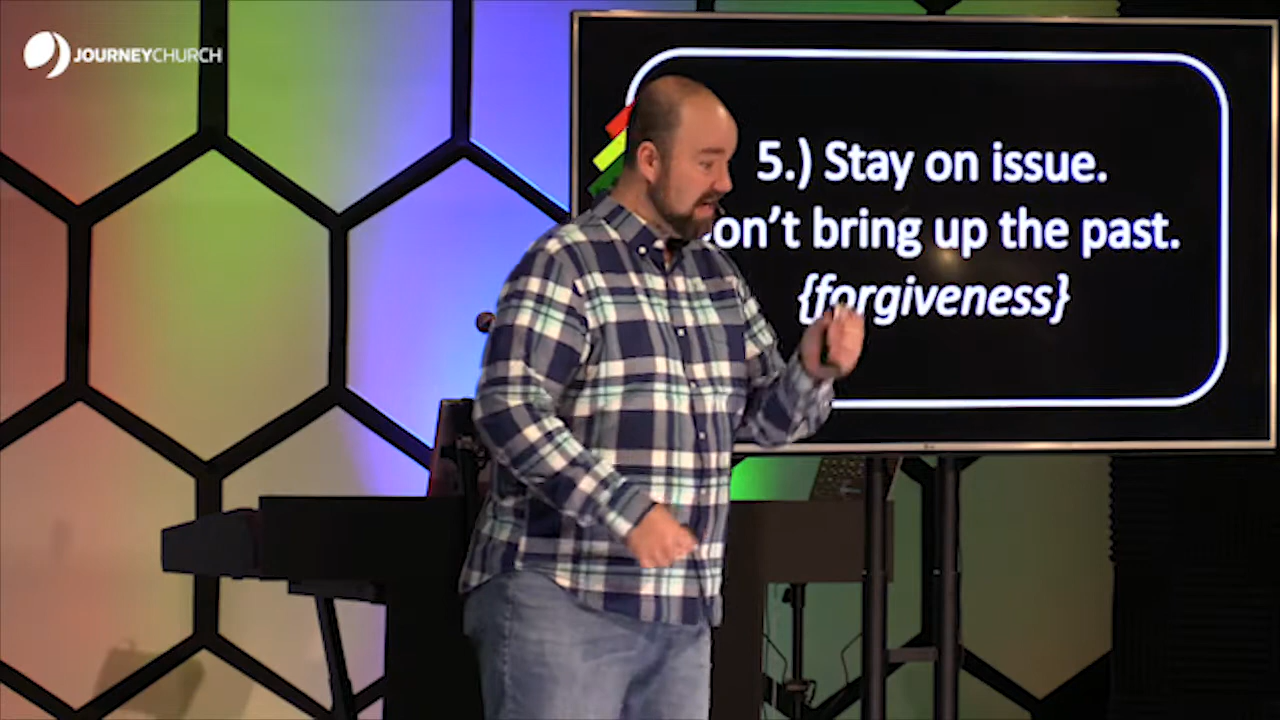 JOURNEYCHURCH
5.) Stay on issue.
on't bring up the past.
{forgiveness}